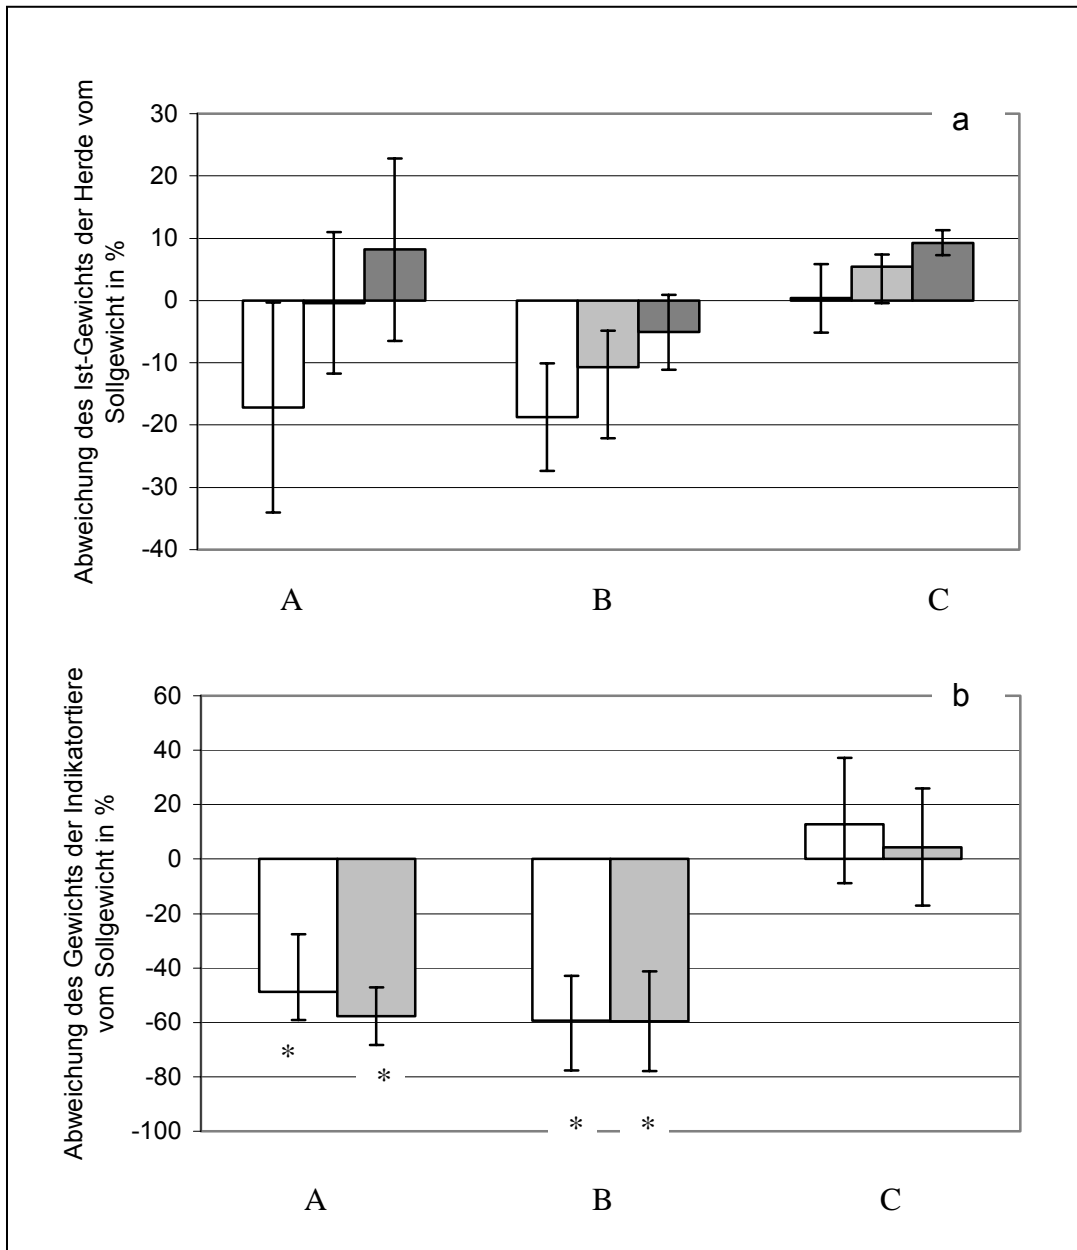 Abweichung des Ist-Gewichts der Herde vom
Sollgewicht in %
30
20
10
0
-10
-20
-30
-40
a
A B C
Abweichung des Gewichts der Indikatortiere
vom Sollgewicht in %
60
40
20
0
-20
-40
-60
-80
-100
b
*
*
* *
A B C